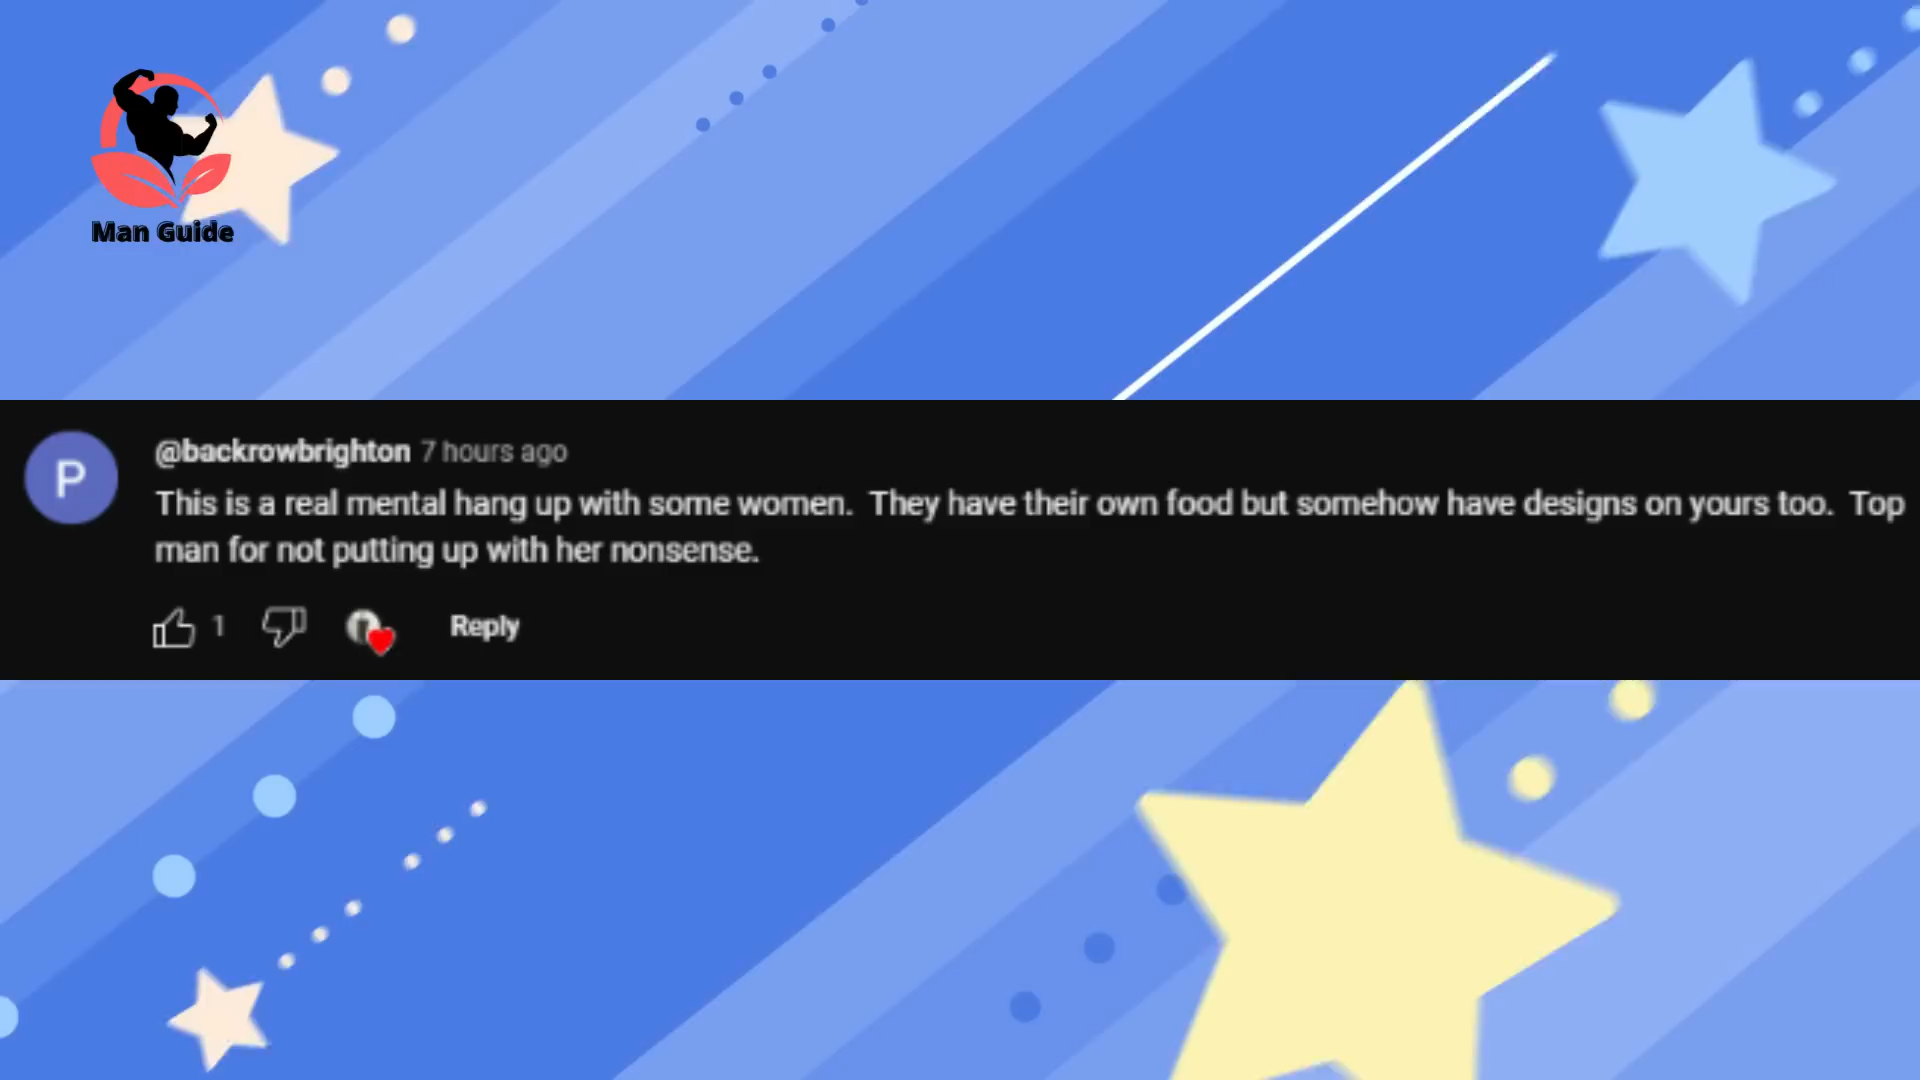 Man Guide
P
@backrowbrighton 7 hours ago
This is a real mental hang up with some women.  They have their own food but somehow have designs on yours too.  Top
man for not putting up with her nonsense.
1 Reply